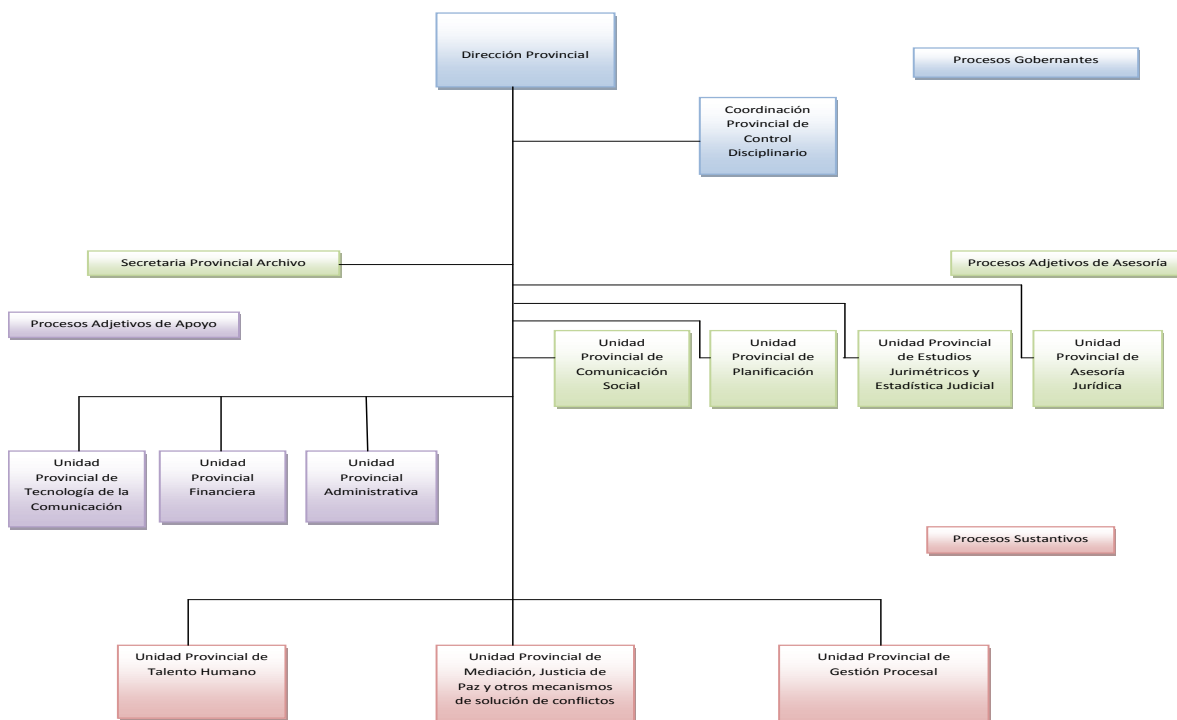 Dirección Provincial
Procesos Gobernantes
Coordinación
Provincial de
Control
Disciplinario
Secretaria Provincial Archivo
Procesos Adjetivos de Asesoría
Procesos Adjetivos de Apoyo
Unidad
Provincial de
Comunicación
Social
Unidad
Provincial de
Planificación
Unidad Provincial
de Estudios
Jurimétricos y
Estadística Judicial
Unidad
Provincial de
Asesoría
Jurídica
Unidad
Provincial de
Tecnología de la
Comunicación
Unidad
Provincial
Financiera
Unidad
Provincial
Administrativa
Procesos Sustantivos
Unidad Provincial de
Talento Humano
Unidad Provincial de
Mediación, Justicia de
Paz y otros mecanismos
de solución de conflictos
Unidad Provincial de
Gestión Procesal